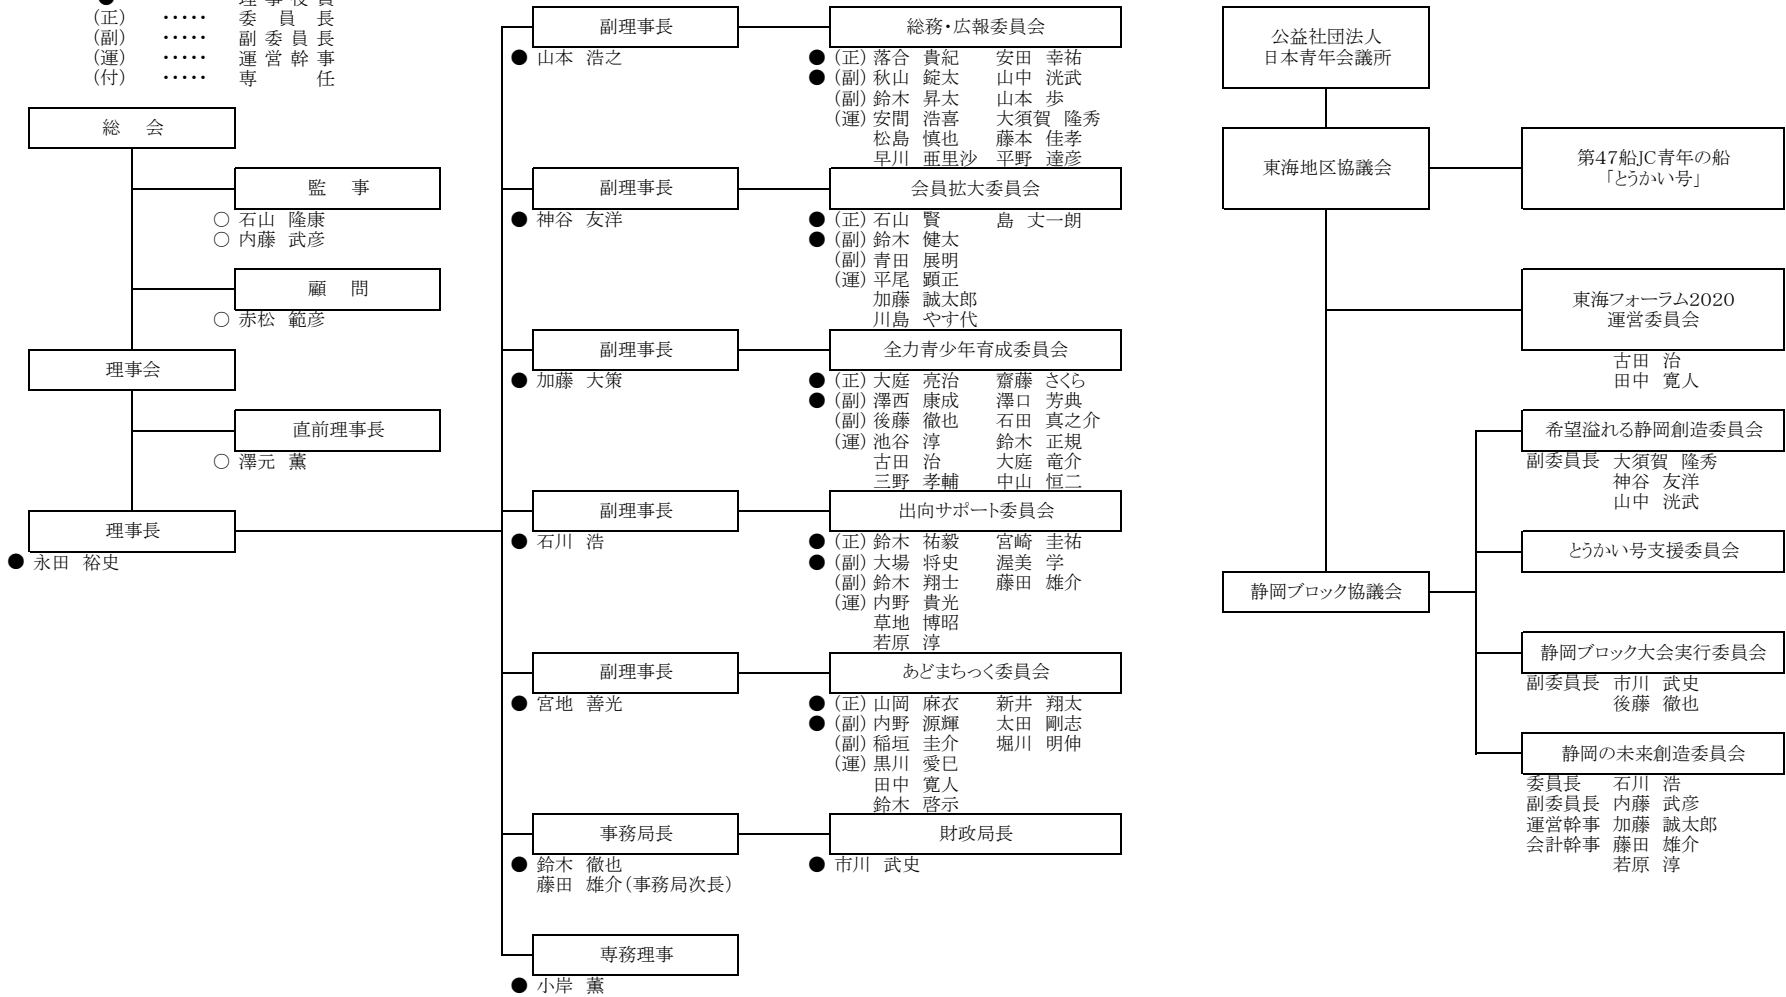 ● 理 事 役 員
(正) ・・・・・ 委 員 長
(副) ・・・・・ 副 委 員 長
(運) ・・・・・ 運 営 幹 事
(付) ・・・・・ 専 任
総 会
監 事
○ 石山 隆康
○ 内藤 武彦
顧 問
○ 赤松 範彦
理事会
直前理事長
○ 澤元 薫
理事長
● 永田 裕史
副理事長
● 山本 浩之
総務・広報委員会
● (正) 落合 貴紀 安田 幸祐
● (副) 秋山 錠太 山中 洸武
(副) 鈴木 昇太 山本 歩
(運) 安間 浩喜 大須賀 隆秀
松島 慎也 藤本 佳孝
早川 亜里沙 平野 達彦
副理事長
● 神谷 友洋
会員拡大委員会
● (正) 石山 賢 島 丈一朗
● (副) 鈴木 健太
(副) 青田 展明
(運) 平尾 顕正
加藤 誠太郎
川島 やす代
副理事長
● 加藤 大策
全力青少年育成委員会
● (正) 大庭 亮治 齋藤 さくら
● (副) 澤西 康成 澤口 芳典
(副) 後藤 徹也 石田 真之介
(運) 池谷 淳 鈴木 正規
古田 治 大庭 竜介
三野 孝輔 中山 恒二
副理事長
● 石川 浩
出向サポート委員会
● (正) 鈴木 祐毅 宮崎 圭祐
● (副) 大場 将史 渥美 学
(副) 鈴木 翔士 藤田 雄介
(運) 内野 貴光
草地 博昭
若原 淳
副理事長
● 宮地 善光
あどまちっく委員会
● (正) 山岡 麻衣 新井 翔太
● (副) 内野 源輝 太田 剛志
(副) 稲垣 圭介 堀川 明伸
(運) 黒川 愛巳
田中 寛人
鈴木 啓示
事務局長
● 鈴木 徹也
藤田 雄介(事務局次長)
財政局長
● 市川 武史
専務理事
● 小岸 薫
公益社団法人
日本青年会議所
東海地区協議会
第47船JC青年の船
「とうかい号」
東海フォーラム2020
運営委員会
古田 治
田中 寛人
静岡ブロック協議会
希望溢れる静岡創造委員会
副委員長 大須賀 隆秀
神谷 友洋
山中 洸武
とうかい号支援委員会
静岡ブロック大会実行委員会
副委員長 市川 武史
後藤 徹也
静岡の未来創造委員会
委員長 石川 浩
副委員長 内藤 武彦
運営幹事 加藤 誠太郎
会計幹事 藤田 雄介
若原 淳